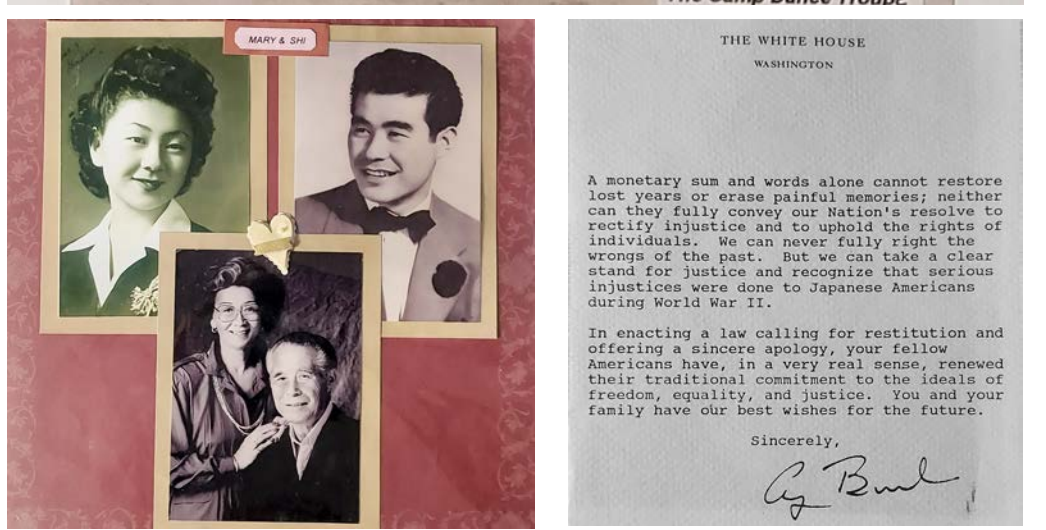 The Camp Dance Troupe
MARY & SHI
THE WHITE HOUSE
WASHINGTON
A monetary sum and words alone cannot restore
lost years or erase painful memories; neither
can they fully convey our Nation's resolve to
rectify injustice and to uphold the rights of
individuals. We can never fully right the
wrongs of the past. But we can take a clear
stand for justice and recognize that serious
injustices were done to Japanese Americans
during World War II.
In enacting a law calling for restitution and
offering a sincere apology, your fellow
Americans have, in a very real sense, renewed
their traditional commitment to the ideals of
freedom, equality, and justice. You and your
family have our best wishes for the future.
Sincerely,